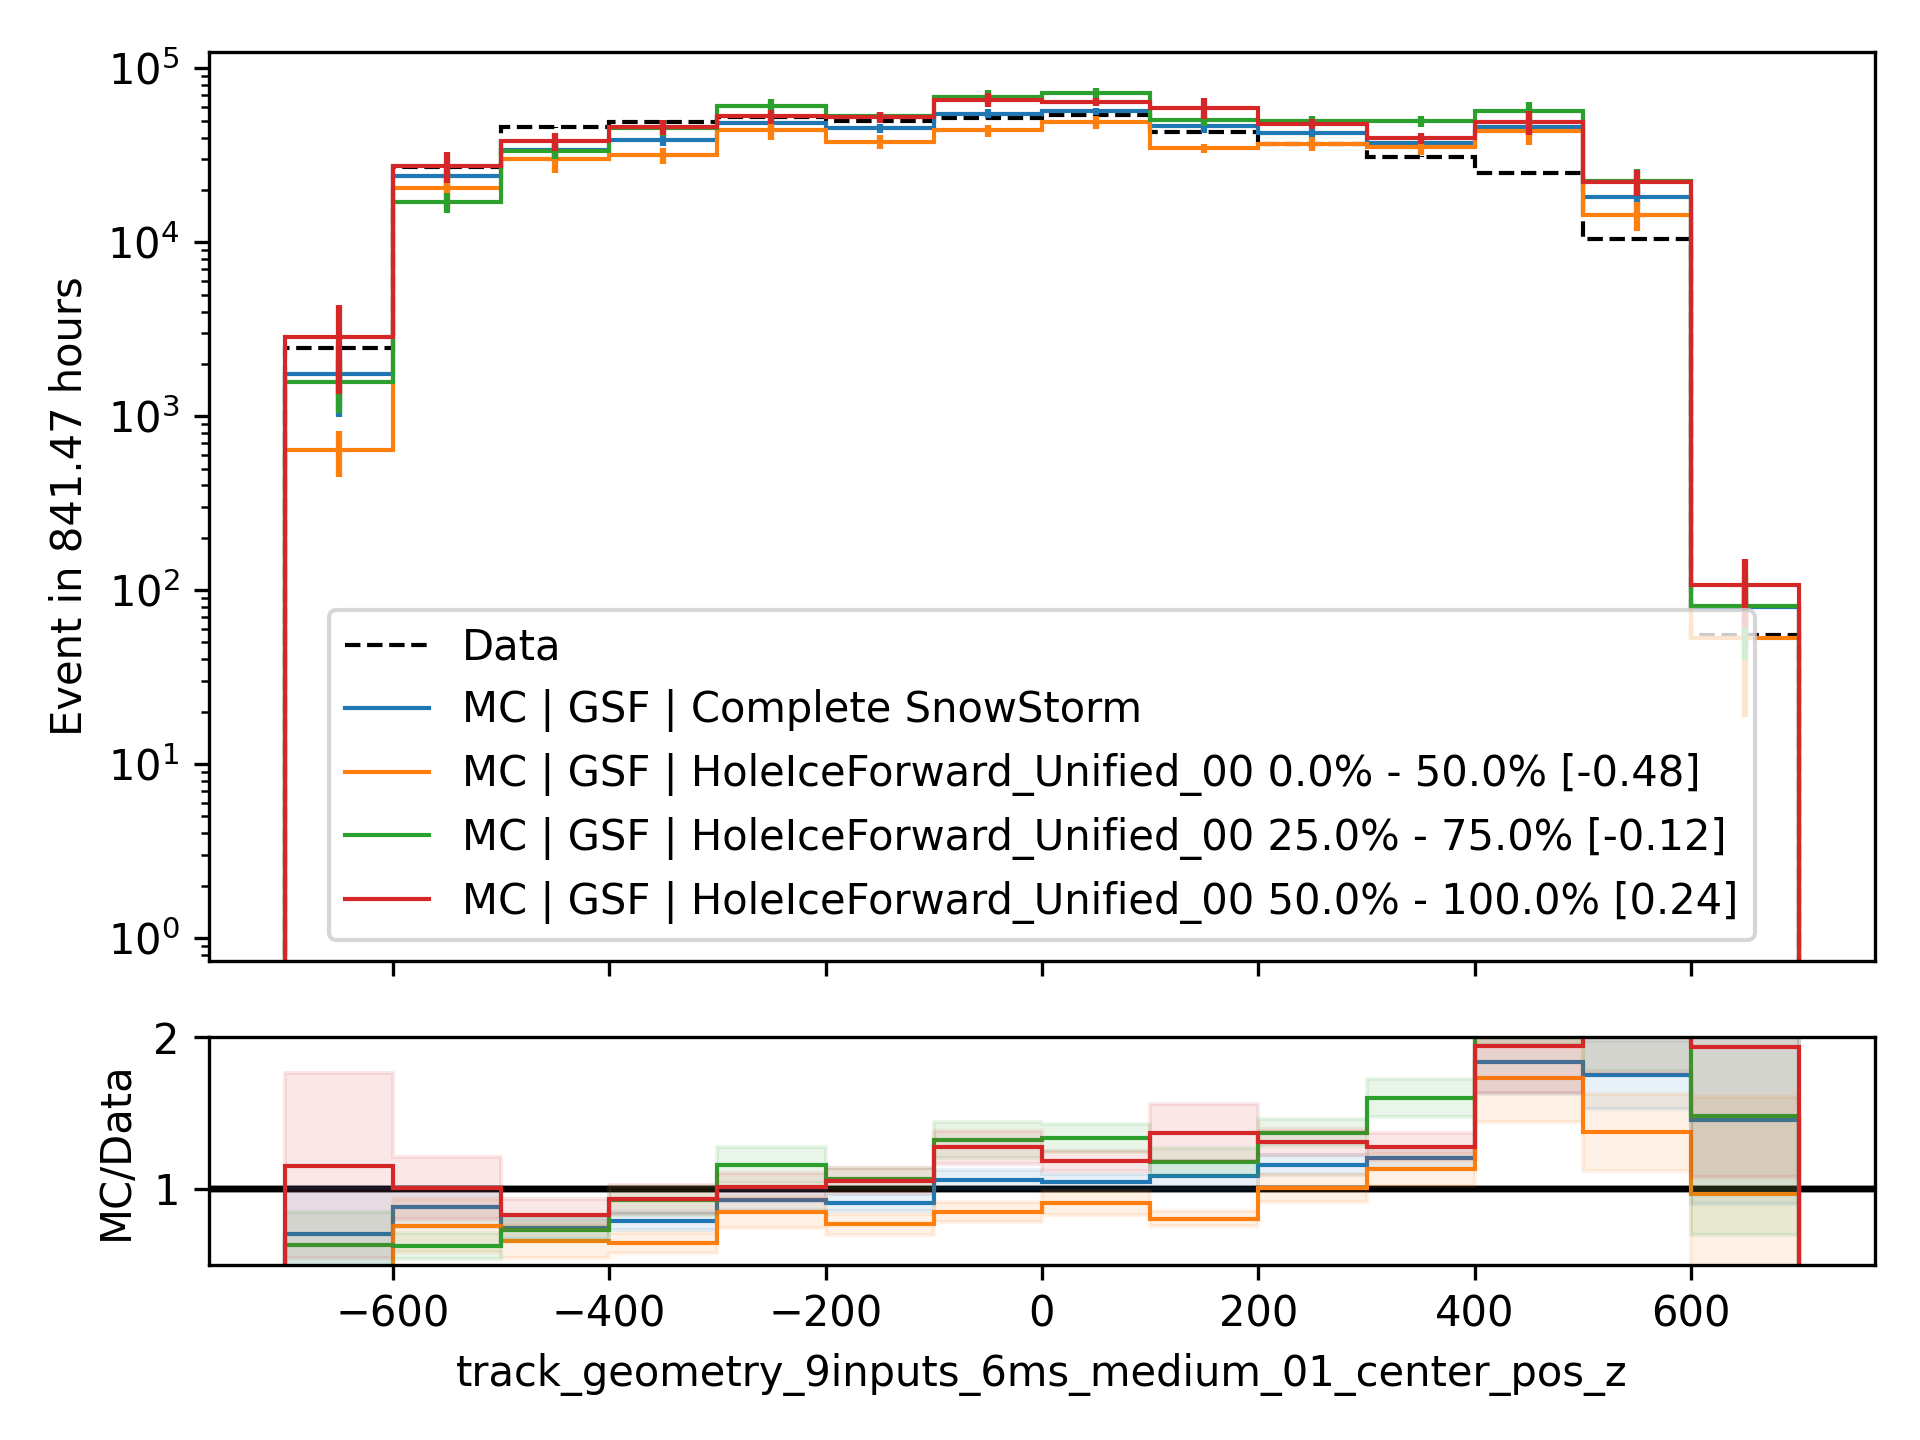 10^5
10^4
10^3
10^2
10^1
10^0
Event in 841.47 hours
Data
MC | GSF | Complete SnowStorm
MC | GSF | HoleIceForward_Unified_00 0.0% - 50.0% [-0.48]
MC | GSF | HoleIceForward_Unified_00 25.0% - 75.0% [-0.12]
MC | GSF | HoleIceForward_Unified_00 50.0% - 100.0% [0.24]
2
1
MC/Data
−600 −400 −200 0 200 400 600
track_geometry_9inputs_6ms_medium_01_center_pos_z